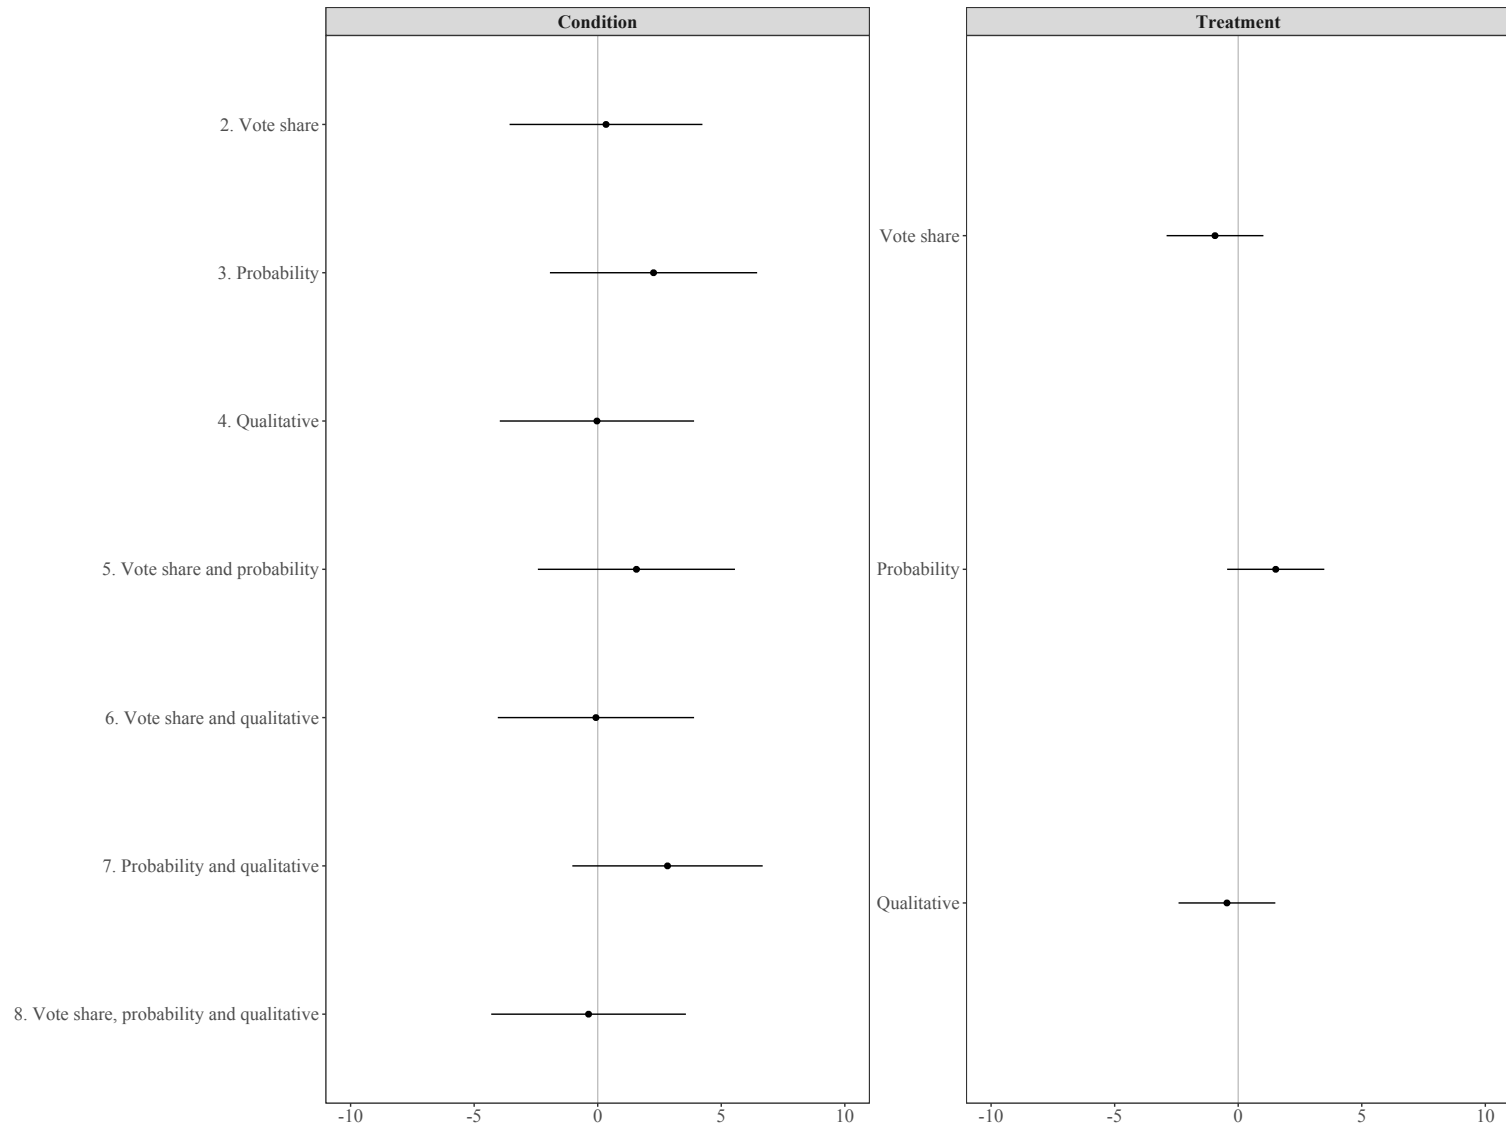 Condition
2. Vote share
3. Probability
4. Qualitative
5. Vote share and probability
6. Vote share and qualitative
7. Probability and qualitative
8. Vote share, probability and qualitative
-10 -5 0 5 10
Treatment
Vote share
Probability
Qualitative
-10 -5 0 5 10